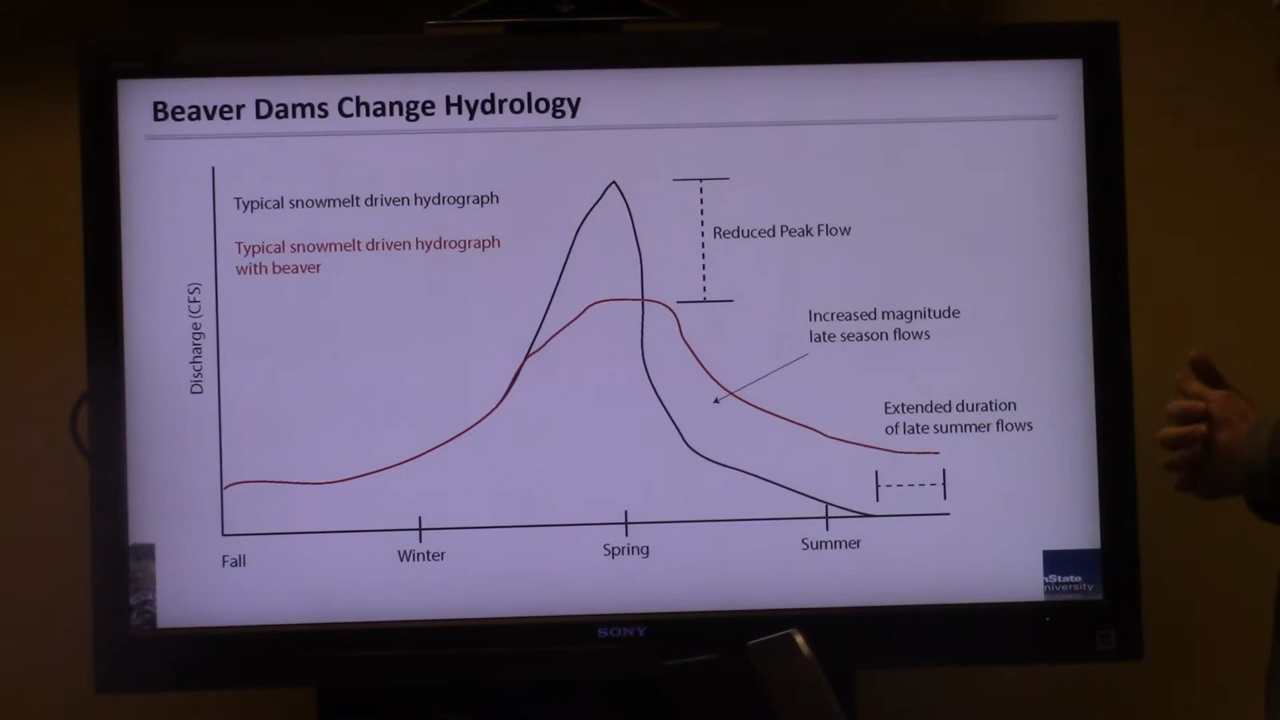 Beaver Dams Change Hydrology
Typical snowmelt driven hydrograph
Typical snowmelt driven hydrograph
with beaver
Discharge (CFS)
Reduced Peak Flow
Increased magnitude
late season flows
Extended duration
of late summer flows
Fall
Winter
Spring
Summer
hState
niversity
SONY